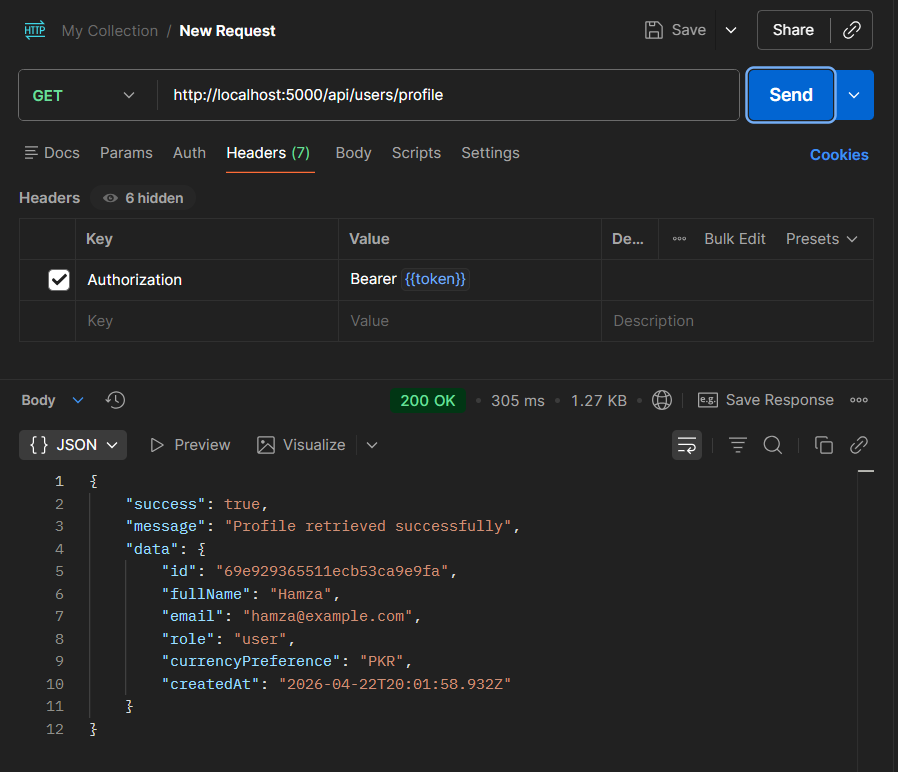 HTTP My Collection / New Request Save Share
GET http://localhost:5000/api/users/profile Send
Docs Params Auth Headers (7) Body Scripts Settings Cookies
Headers 6 hidden
Key Value De... Bulk Edit Presets
Authorization Bearer {{token}}
Key Value Description
Body 200 OK • 305 ms • 1.27 KB • e.g. Save Response
{} JSON Preview Visualize
1 {
2 "success": true,
3 "message": "Profile retrieved successfully",
4 "data": {
5 "id": "69e929365511ecb53ca9e9fa",
6 "fullName": "Hamza",
7 "email": "hamza@example.com",
8 "role": "user",
9 "currencyPreference": "PKR",
10 "createdAt": "2026-04-22T20:01:58.932Z"
11 }
12 }